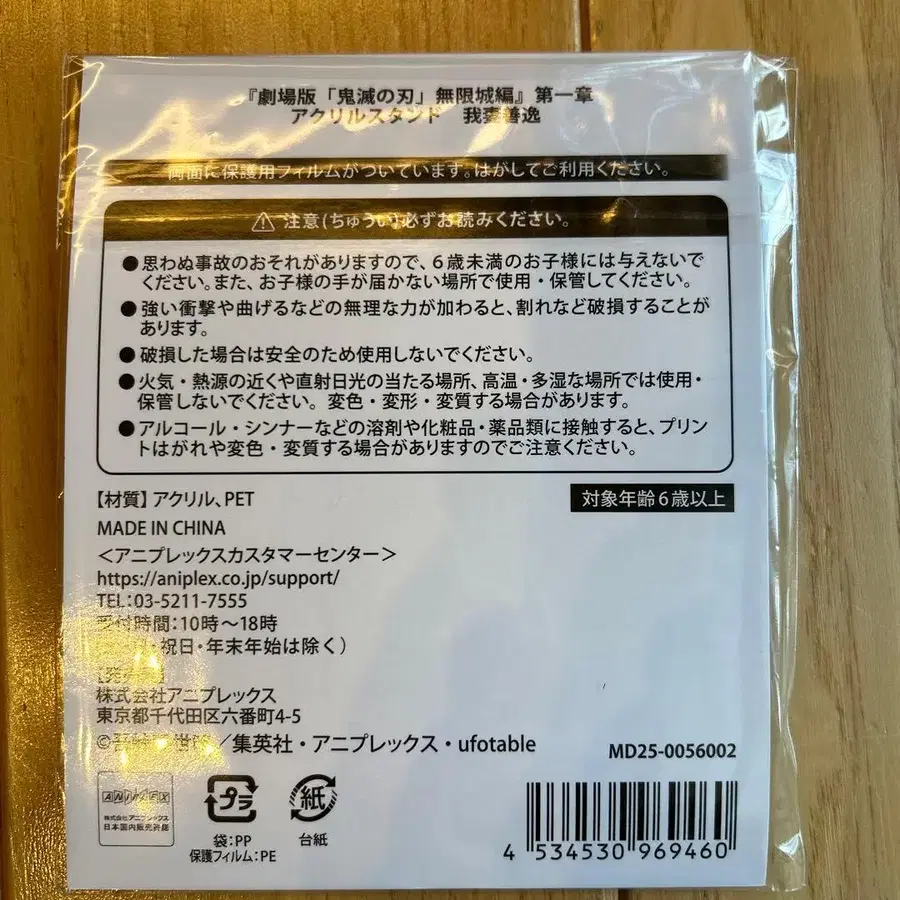 『劇場版「鬼滅の刃」無限城編』第一章
アクリルスタンド 我妻善逸
両面に保護用フィルムがついています。はがしてご利用ください。
注意(ちゅうい)必ずお読みください。
●思わぬ事故のおそれがありますので、6歳未満のお子様には与えないで
ください。また、お子様の手が届かない場所で使用・保管してください。
●強い衝撃や曲げるなどの無理な力が加わると、割れなど破損することが
あります。
●破損した場合は安全のため使用しないでください。
●火気・熱源の近くや直射日光の当たる場所、高温・多湿な場所では使用・
保管しないでください。変色・変形・変質する場合があります。
●アルコール・シンナーなどの溶剤や化粧品・薬品類に接触すると、プリン
トはがれや変色・変質する場合がありますのでご注意ください。
【材質】アクリル、PET
対象年齢6歳以上
MADE IN CHINA
＜アニプレックスカスタマーセンター＞
https://aniplex.co.jp/support/
TEL:03-5211-7555
受付時間:10時～18時
・祝日・年末年始は除く)
株式会社アニプレックス
東京都千代田区六番町4-5
©世/集英社・アニプレックス・ufotable
MD25-0056002
ANIPLEX
株式会社アニプレックス
日本国内販売許諾
プラ
袋:PP
保護フィルム:PE
紙
台紙
4 534530 969460